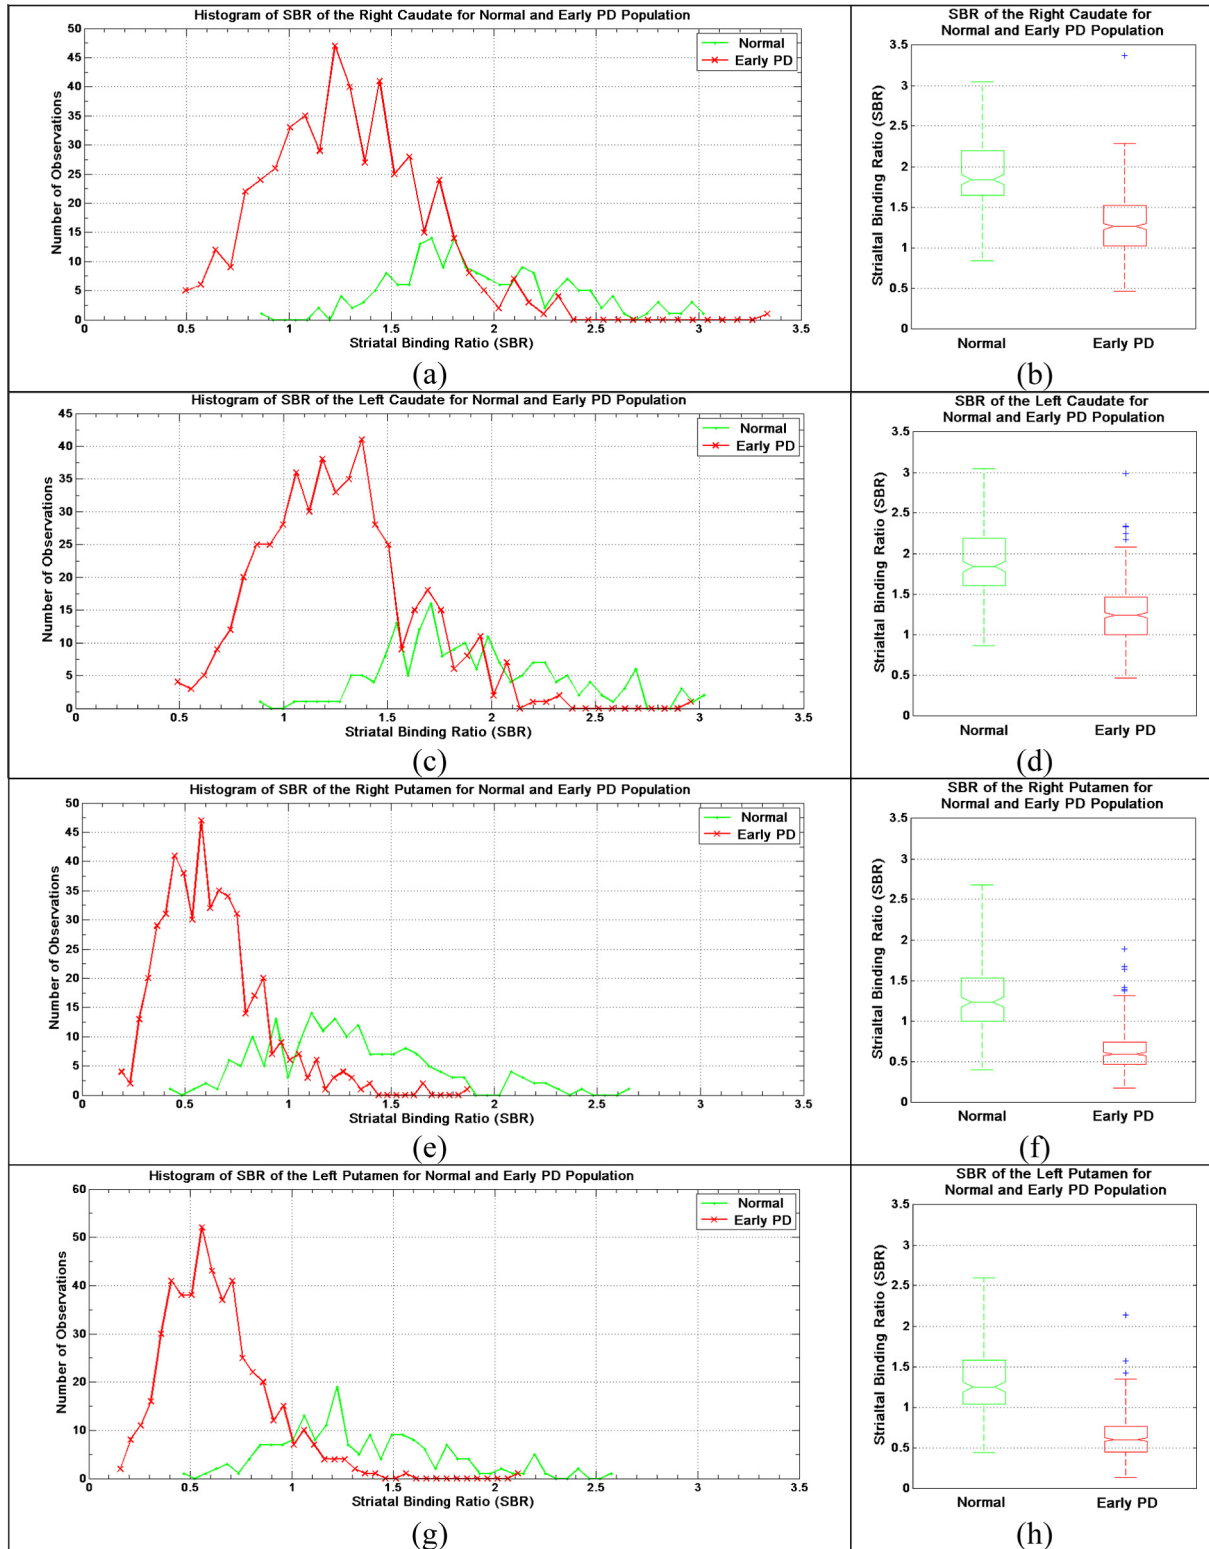 Histogram of SBR of the Right Caudate for Normal and Early PD Population
50
45
40
35
30
25
20
15
10
5
0
Number of Observations
Normal
Early PD
0 0.5 1 1.5 2 2.5 3 3.5
Striatal Binding Ratio (SBR)
(a)
SBR of the Right Caudate for
Normal and Early PD Population
3.5
3
2.5
2
1.5
1
0.5
0
Strialtal Binding Ratio (SBR)
Normal Early PD
(b)
Histogram of SBR of the Left Caudate for Normal and Early PD Population
45
40
35
30
25
20
15
10
5
0
Number of Observations
Normal
Early PD
0 0.5 1 1.5 2 2.5 3 3.5
Striatal Binding Ratio (SBR)
(c)
SBR of the Left Caudate for
Normal and Early PD Population
3.5
3
2.5
2
1.5
1
0.5
0
Strialtal Binding Ratio (SBR)
Normal Early PD
(d)
Histogram of SBR of the Right Putamen for Normal and Early PD Population
50
45
40
35
30
25
20
15
10
5
0
Number of Observations
Normal
Early PD
0 0.5 1 1.5 2 2.5 3 3.5
Striatal Binding Ratio (SBR)
(e)
SBR of the Right Putamen for
Normal and Early PD Population
3.5
3
2.5
2
1.5
1
0.5
0
Strialtal Binding Ratio (SBR)
Normal Early PD
(f)
Histogram of SBR of the Left Putamen for Normal and Early PD Population
60
50
40
30
20
10
0
Number of Observations
Normal
Early PD
0 0.5 1 1.5 2 2.5 3 3.5
Striatal Binding Ratio (SBR)
(g)
SBR of the Left Putamen for
Normal and Early PD Population
3.5
3
2.5
2
1.5
1
0.5
0
Strialtal Binding Ratio (SBR)
Normal Early PD
(h)